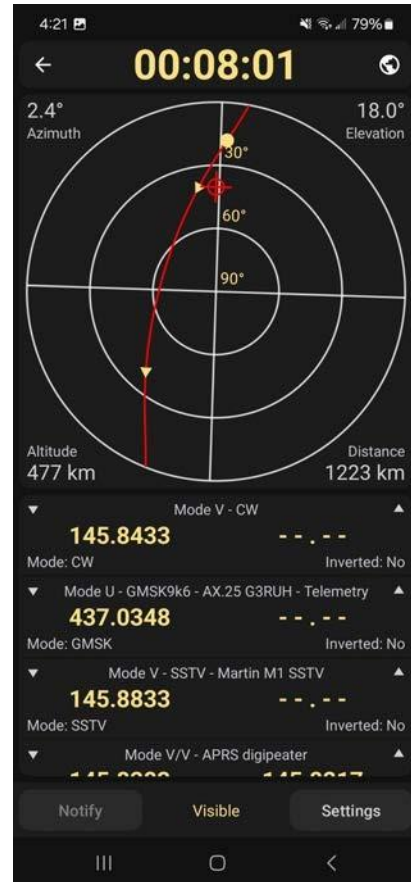 4:21 79%
00:08:01
2.4° 18.0°
Azimuth Elevation
30°
60°
90°
Altitude Distance
477 km 1223 km
Mode V - CW
145.8433 --.--
Mode: CW Inverted: No
Mode U - GMSK9k6 - AX.25 G3RUH - Telemetry
437.0348 --.--
Mode: GMSK Inverted: No
Mode V - SSTV - Martin M1 SSTV
145.8833 --.--
Mode: SSTV Inverted: No
Mode V/V - APRS digipeater
Notify Visible Settings